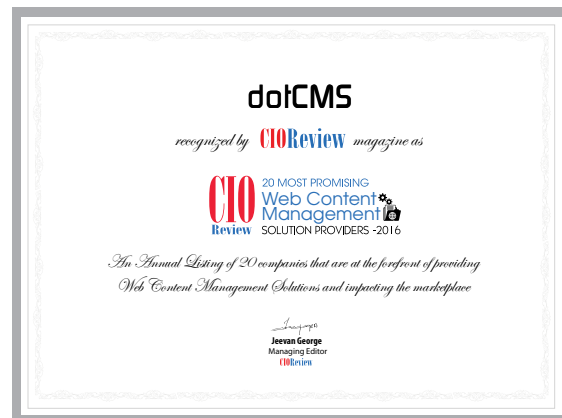 dotCMS
recognized by CIOReview magazine as
CIO
Review
20 MOST PROMISING
Web Content
Management
SOLUTION PROVIDERS -2016
An Annual Listing of 20 companies that are at the forefront of providing
Web Content Management Solutions and impacting the marketplace
Jeevan George
Managing Editor
CIOReview